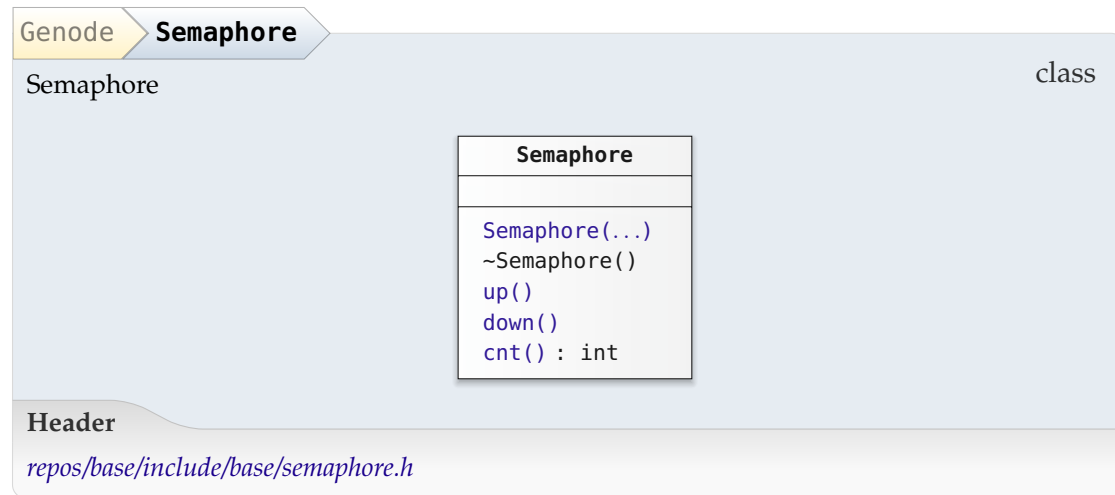 Genode Semaphore
Semaphore class
Semaphore
Semaphore(...)
~Semaphore()
up()
down()
cnt() : int
Header
repos/base/include/base/semaphore.h